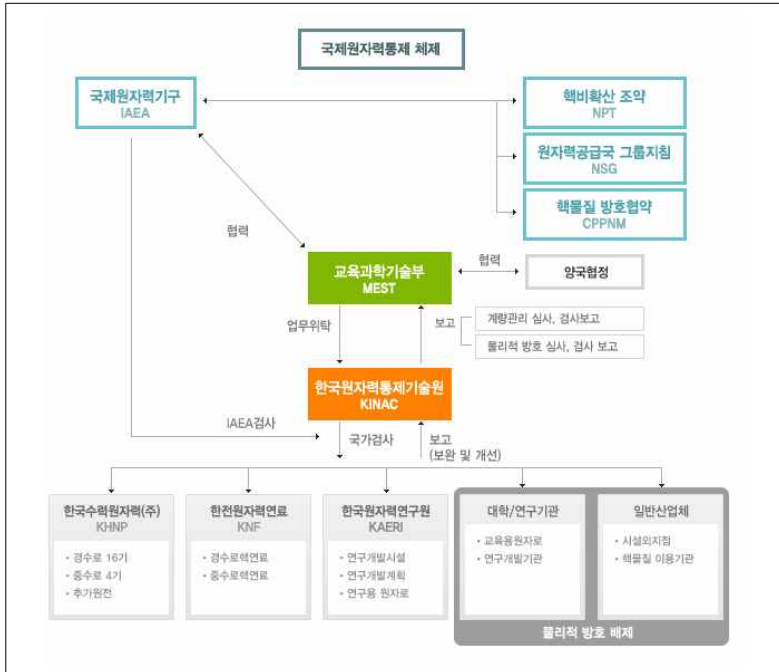 국제원자력통제 체제
국제원자력기구
IAEA
핵비확산 조약
NPT
원자력공급국 그룹지침
NSG
핵물질 방호협약
CPPNM
협력
교육과학기술부
MEST
협력
양국협정
업무위탁
보고
계량관리 심사, 검사보고
물리적 방호 심사, 검사 보고
한국원자력통제기술원
KINAC
IAEA검사
국가검사
보고
(보완 및 개선)
한국수력원자력(주)
KHNP
• 경수로 16기
• 중수로 4기
• 추가원전
한전원자력연료
KNF
• 경수로핵연료
• 중수로핵연료
한국원자력연구원
KAERI
• 연구개발시설
• 연구개발계획
• 연구용 원자로
대학/연구기관
• 교육용원자로
• 연구개발기관
일반산업체
• 시설외지점
• 핵물질 이용기관
물리적 방호 배제